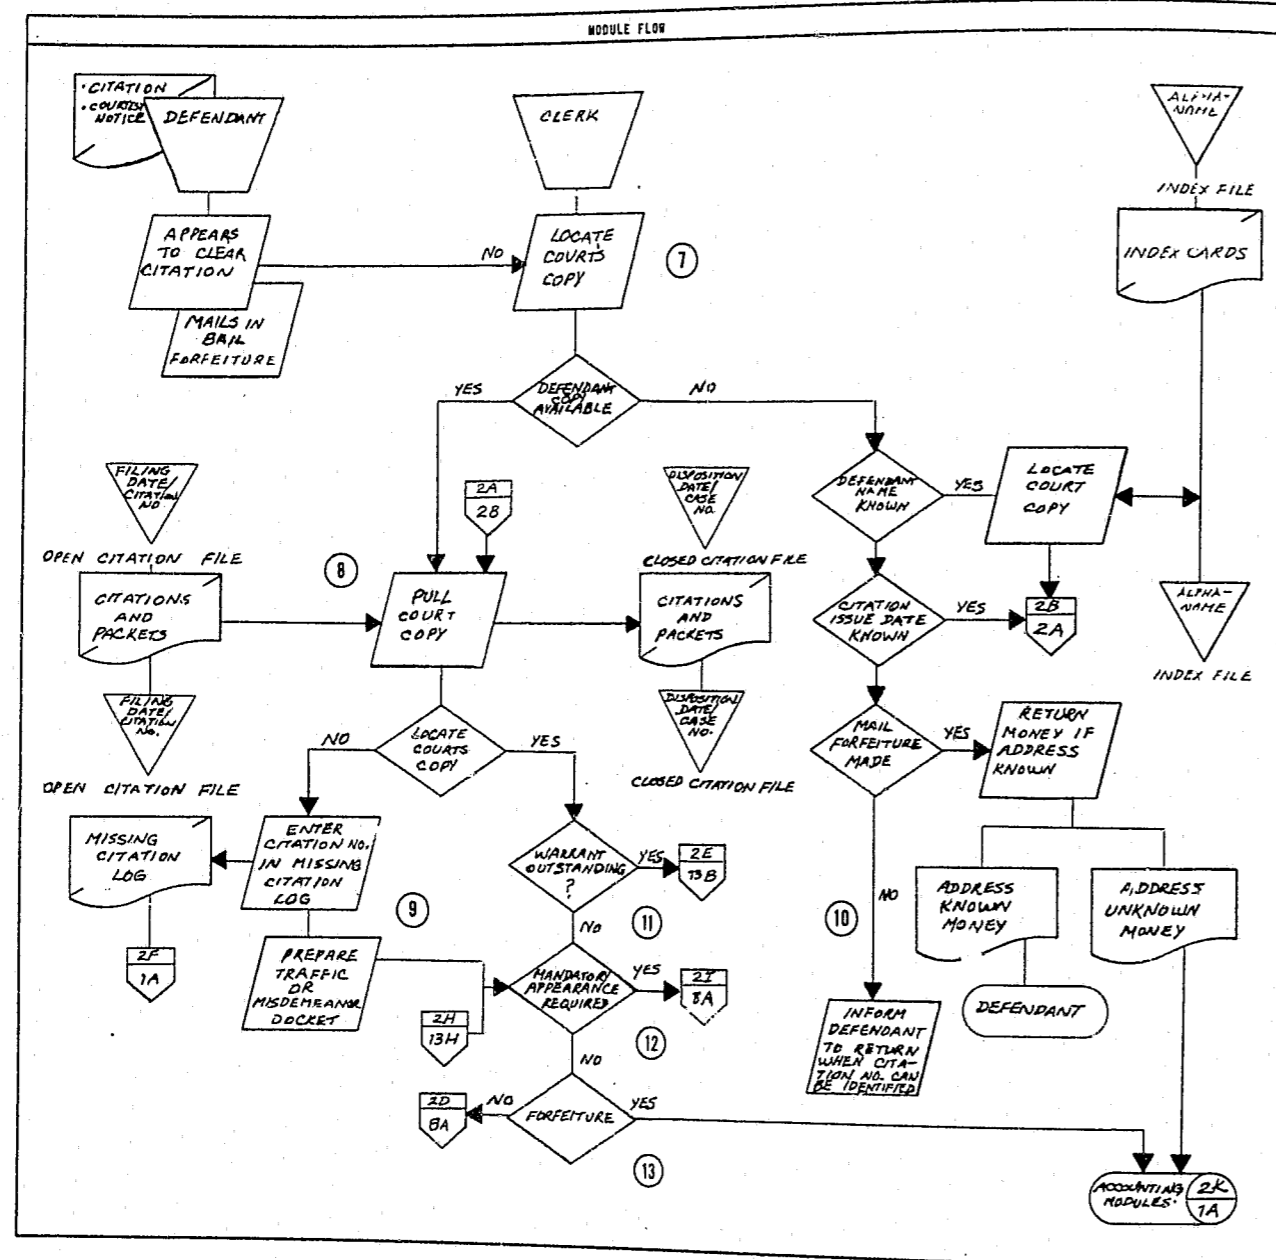 MODULE FLOW
· CITATION
· COURTESY
NOTICE
DEFENDANT
CLERK
ALPHA-
NAME
INDEX FILE
APPEARS
TO CLEAR
CITATION
NO
LOCATE
COURTS
COPY
7
INDEX CARDS
MAILS IN
BAIL
FORFEITURE
YES
DEFENDANT
COPY
AVAILABLE
NO
FILING
DATE/
CITATION
NO
2A
2B
DISPOSITION
DATE/
CASE
NO.
DEFENDANT
NAME
KNOWN
YES
LOCATE
COURT
COPY
OPEN CITATION FILE
8
CLOSED CITATION FILE
CITATIONS
AND
PACKETS
PULL
COURT
COPY
CITATIONS
AND
PACKETS
CITATION
ISSUE DATE
KNOWN
YES
2B
2A
ALPHA-
NAME
INDEX FILE
FILING
DATE/
CITATION
NO.
DISPOSITION
DATE/
CASE
NO.
NO
LOCATE
COURTS
COPY
YES
MAIL
FORFEITURE
MADE
YES
RETURN
MONEY IF
ADDRESS
KNOWN
OPEN CITATION FILE
CLOSED CITATION FILE
MISSING
CITATION
LOG
ENTER
CITATION NO.
IN MISSING
CITATION
LOG
WARRANT
OUTSTANDING
?
YES
2E
13B
NO
ADDRESS
KNOWN
MONEY
ADDRESS
UNKNOWN
MONEY
9
11
10
NO
2F
1A
PREPARE
TRAFFIC
OR
MISDEMEANOR
DOCKET
MANDATORY
APPEARANCE
REQUIRED
YES
2I
8A
DEFENDANT
2H
13H
12
NO
INFORM
DEFENDANT
TO RETURN
WHEN CITA-
TION NO. CAN
BE IDENTIFIED
2D
8A
NO
FORFEITURE
YES
13
ACCOUNTING
MODULES.
2K
1A